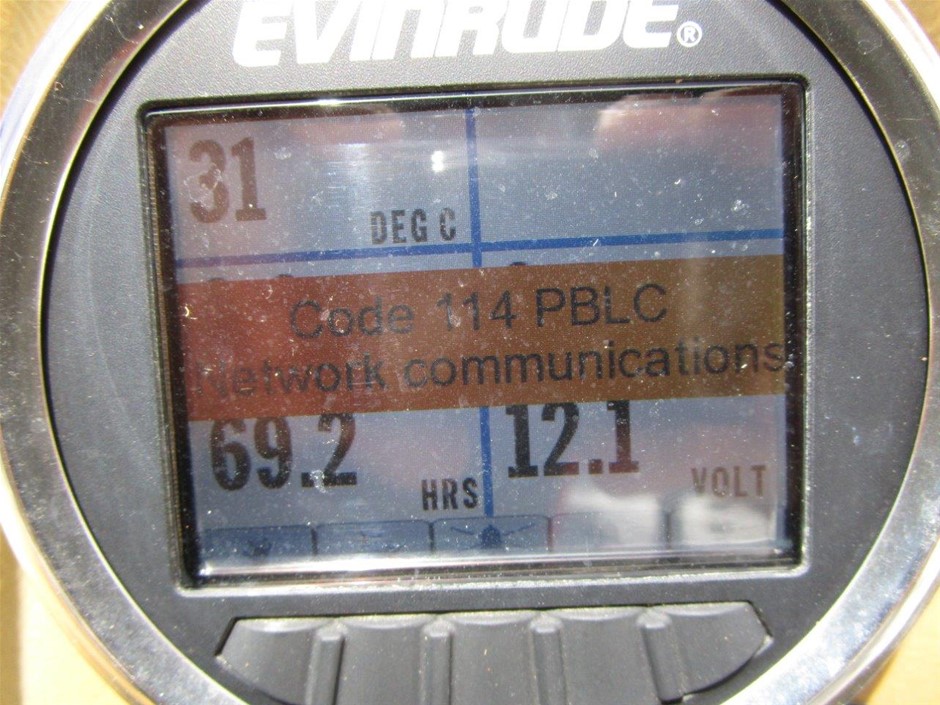 EVINRUDE®
31
DEG C
Code 114 PBLC
Network communications
69.2
HRS
12.1
VOLT